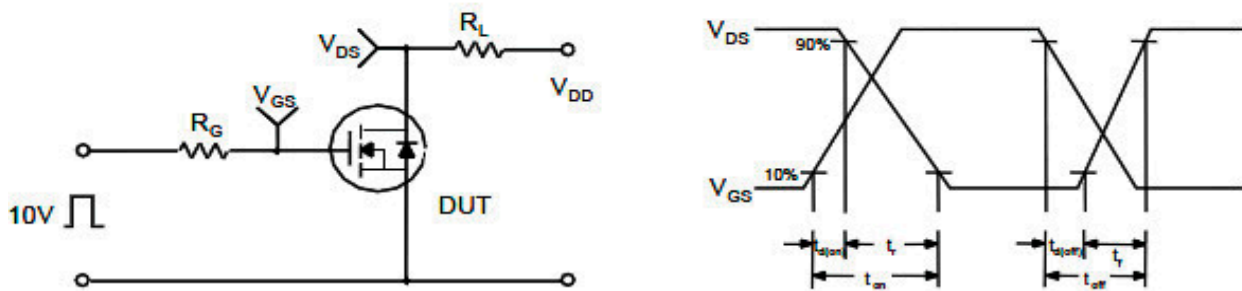 R_L
V_DS
V_DD
V_GS
R_G
10V
DUT
V_DS
90%
10%
V_GS
t_d(on)
t_r
t_on
t_d(off)
t_f
t_off